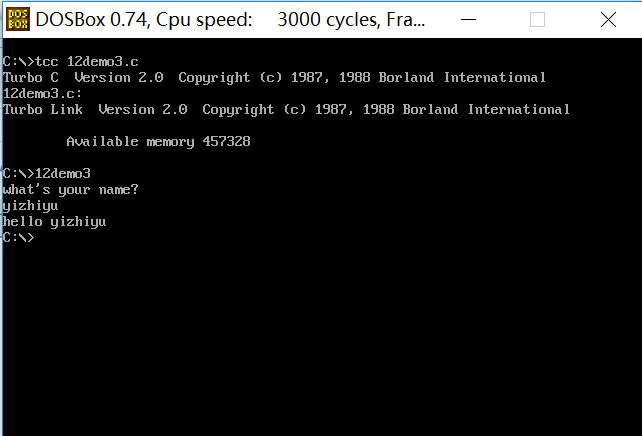 DOS BOX
DOSBox 0.74, Cpu speed: 3000 cycles, Fra...
C:\>tcc 12demo3.c
Turbo C Version 2.0 Copyright (c) 1987, 1988 Borland International
12demo3.c:
Turbo Link Version 2.0 Copyright (c) 1987, 1988 Borland International
Available memory 457328
C:\>12demo3
what's your name?
yizhiyu
hello yizhiyu
C:\>